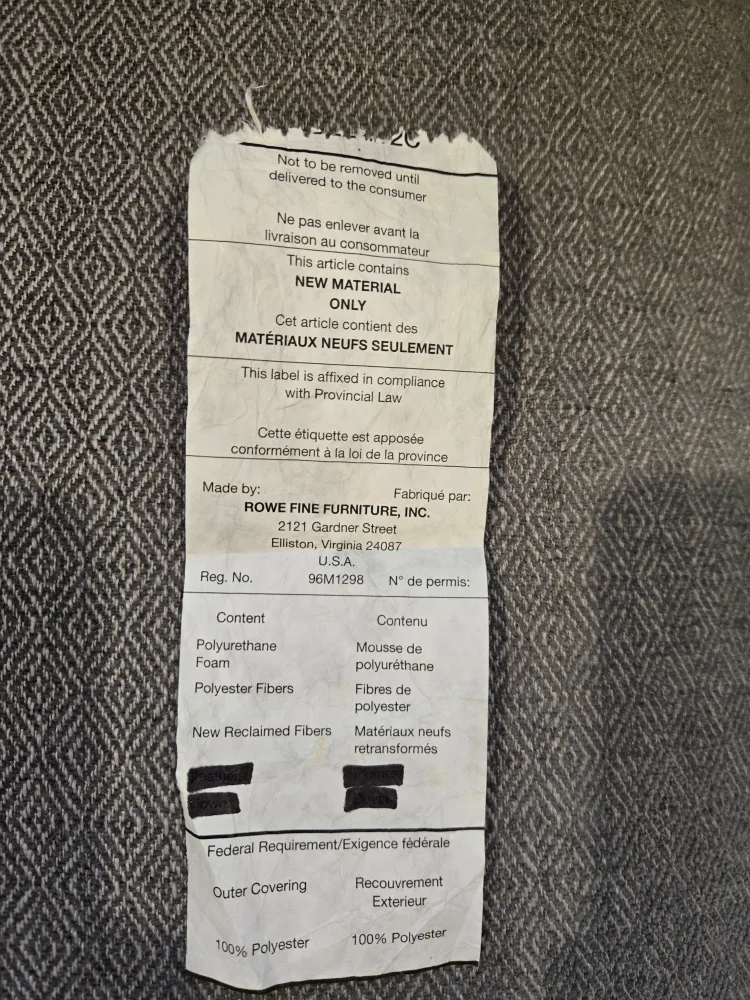 Not to be removed until
delivered to the consumer
Ne pas enlever avant la
livraison au consommateur
This article contains
NEW MATERIAL
ONLY
Cet article contient des
MATÉRIAUX NEUFS SEULEMENT
This label is affixed in compliance
with Provincial Law
Cette étiquette est apposée
conformément à la loi de la province
Made by: Fabriqué par:
ROWE FINE FURNITURE, INC.
2121 Gardner Street
Elliston, Virginia 24087
U.S.A.
Reg. No. 96M1298 N° de permis:
Content Contenu
Polyurethane Mousse de
Foam polyuréthane
Polyester Fibers Fibres de
polyester
New Reclaimed Fibers Matériaux neufs
retransformés
Federal Requirement/Exigence fédérale
Outer Covering Recouvrement
Exterieur
100% Polyester 100% Polyester